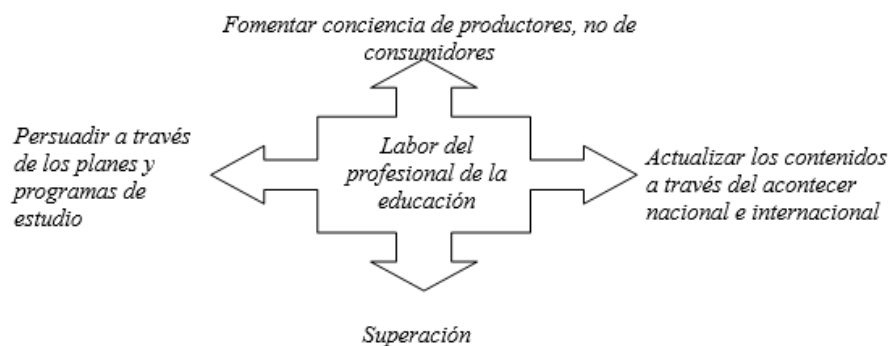 Fomentar conciencia de productores, no de
consumidores
Persuadir a través
de los planes y
programas de
estudio
Labor del
profesional de la
educación
Actualizar los contenidos
a través del acontecer
nacional e internacional
Superación